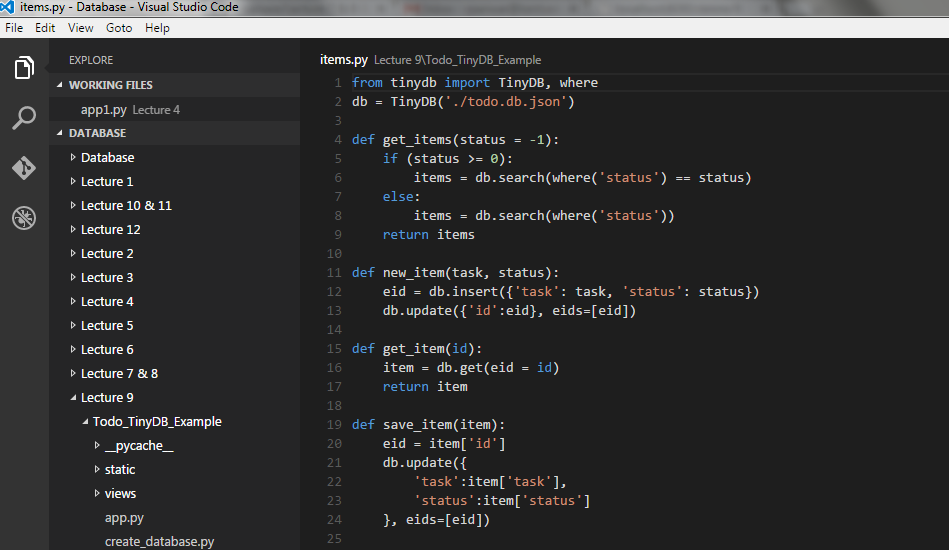 items.py - Database - Visual Studio Code
File Edit View Goto Help
EXPLORE
WORKING FILES
app1.py Lecture 4
DATABASE
Database
Lecture 1
Lecture 10 & 11
Lecture 12
Lecture 2
Lecture 3
Lecture 4
Lecture 5
Lecture 6
Lecture 7 & 8
Lecture 9
Todo_TinyDB_Example
__pycache__
static
views
app.py
create_database.py
items.py Lecture 9\Todo_TinyDB_Example
1 from tinydb import TinyDB, where
2 db = TinyDB('./todo.db.json')
3
4 def get_items(status = -1):
5     if (status >= 0):
6         items = db.search(where('status') == status)
7     else:
8         items = db.search(where('status'))
9     return items
10
11 def new_item(task, status):
12     eid = db.insert({'task': task, 'status': status})
13     db.update({'id':eid}, eids=[eid])
14
15 def get_item(id):
16     item = db.get(eid = id)
17     return item
18
19 def save_item(item):
20     eid = item['id']
21     db.update({
22         'task':item['task'],
23         'status':item['status']
24     }, eids=[eid])
25